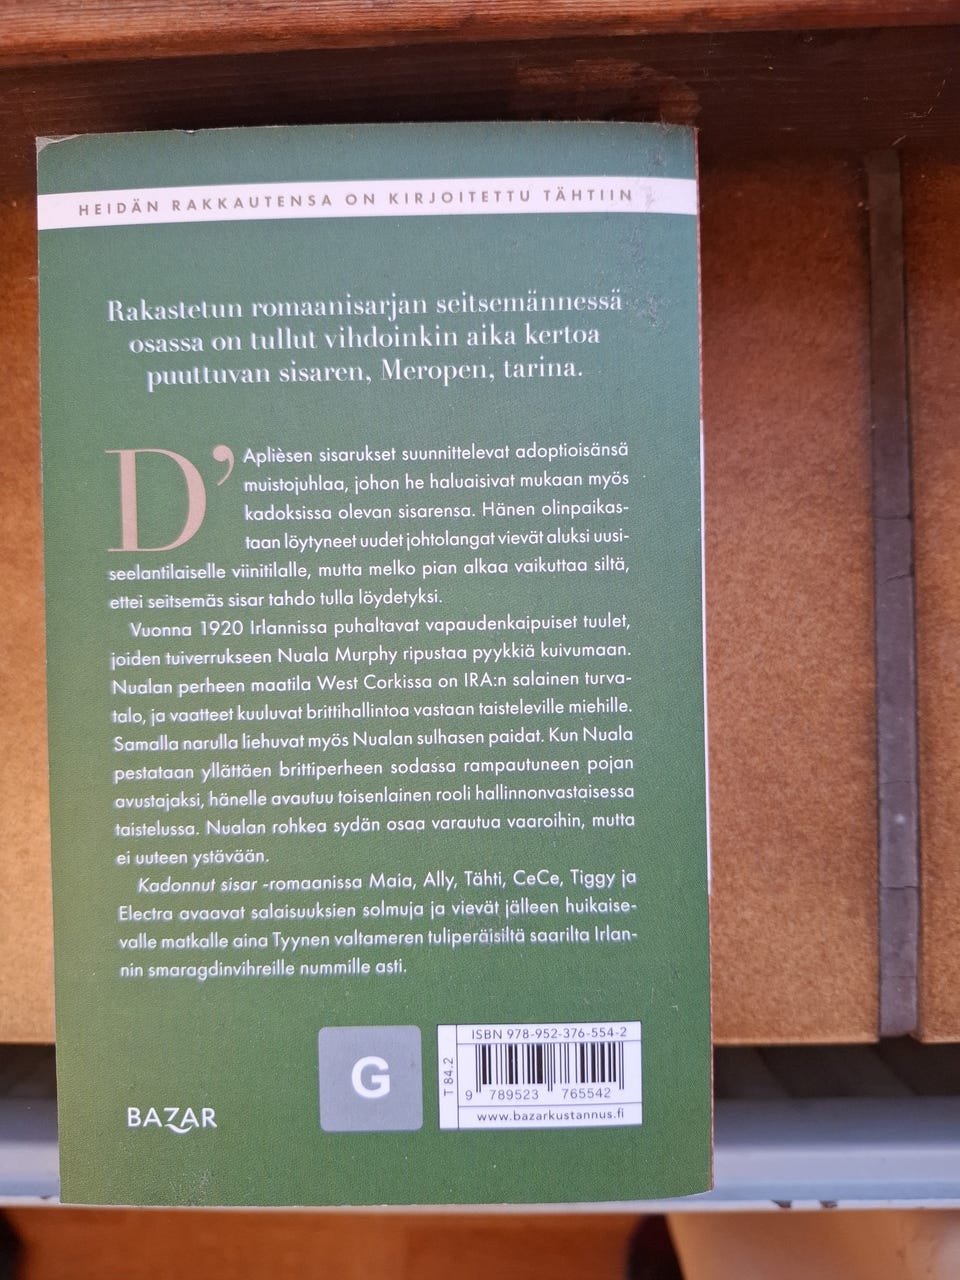 HEIDÄN RAKKAUTENSA ON KIRJOITETTU TÄHTIIN
Rakastetun romaanisarjan seitsemännessä
osassa on tullut vihdoinkin aika kertoa
puuttuvan sisaren, Meropen, tarina.
D'Aplièsen sisarukset suunnittelevat adoptioisänsä
muistojuhlaa, johon he haluaisivat mukaan myös
kadoksissa olevan sisarensa. Hänen olinpaikas-
taan löytyneet uudet johtolangat vievät aluksi uusi-
seelantilaiselle viinitilalle, mutta melko pian alkaa vaikuttaa siltä,
ettei seitsemäs sisar tahdo tulla löydetyksi.
Vuonna 1920 Irlannissa puhaltavat vapaudenkaipuiset tuulet,
joiden tuiverrukseen Nuala Murphy ripustaa pyykkiä kuivumaan.
Nualan perheen maatila West Corkissa on IRA:n salainen turva-
talo, ja vaatteet kuuluvat brittihallintoa vastaan taisteleville miehille.
Samalla narulla liehuvat myös Nualan sulhasen paidat. Kun Nuala
pestataan yllättäen brittiperheen sodassa rampautuneen pojan
avustajaksi, hänelle avautuu toisenlainen rooli hallinnonvastaisessa
taistelussa. Nualan rohkea sydän osaa varautua vaaroihin, mutta
ei uuteen ystävään.
Kadonnut sisar -romaanissa Maia, Ally, Tähti, CeCe, Tiggy ja
Electra avaavat salaisuuksien solmuja ja vievät jälleen huikaise-
valle matkalle aina Tyynen valtameren tuliperäisiltä saarilta Irlan-
nin smaragdinvihreille nummille asti.
BAZAR
G
T 84.2
ISBN 978-952-376-554-2
9 789523 765542
www.bazarkustannus.fi